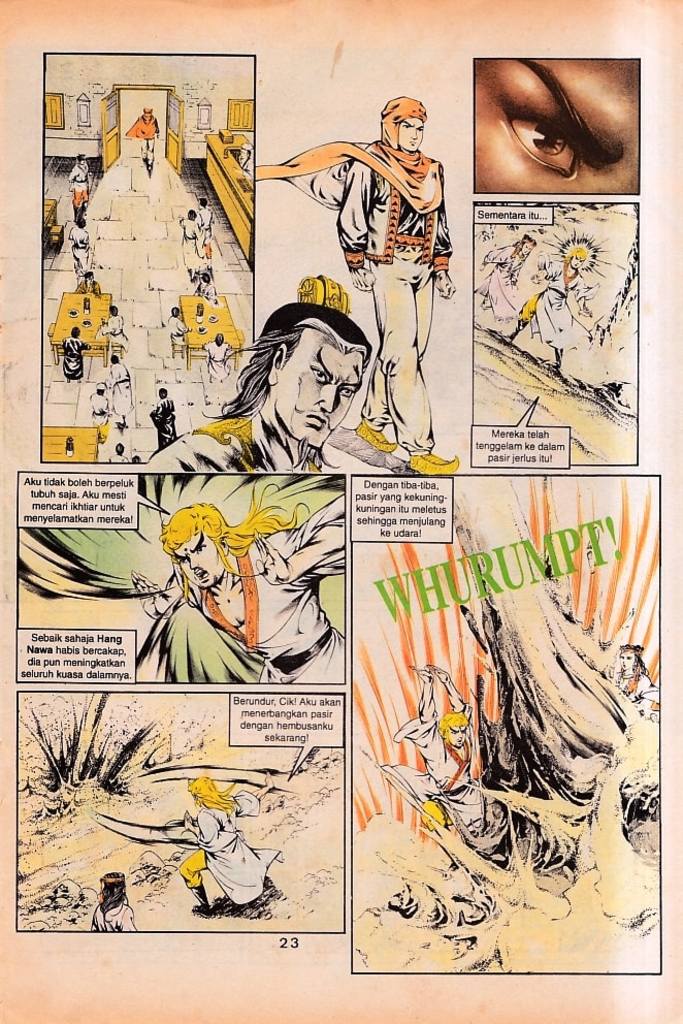 Sementara itu...
Mereka telah
tenggelam ke dalam
pasir jerlus itu!
Aku tidak boleh berpeluk
tubuh saja. Aku mesti
mencari ikhtiar untuk
menyelamatkan mereka!
Sebaik sahaja Hang
Nawa habis bercakap,
dia pun meningkatkan
seluruh kuasa dalamnya.
Berundur, Cik! Aku akan
menerbangkan pasir
dengan hembusanku
sekarang!
Dengan tiba-tiba,
pasir yang kekuning-
kuningan itu meletus
sehingga menjulang
ke udara!
WHURUMPT!
23